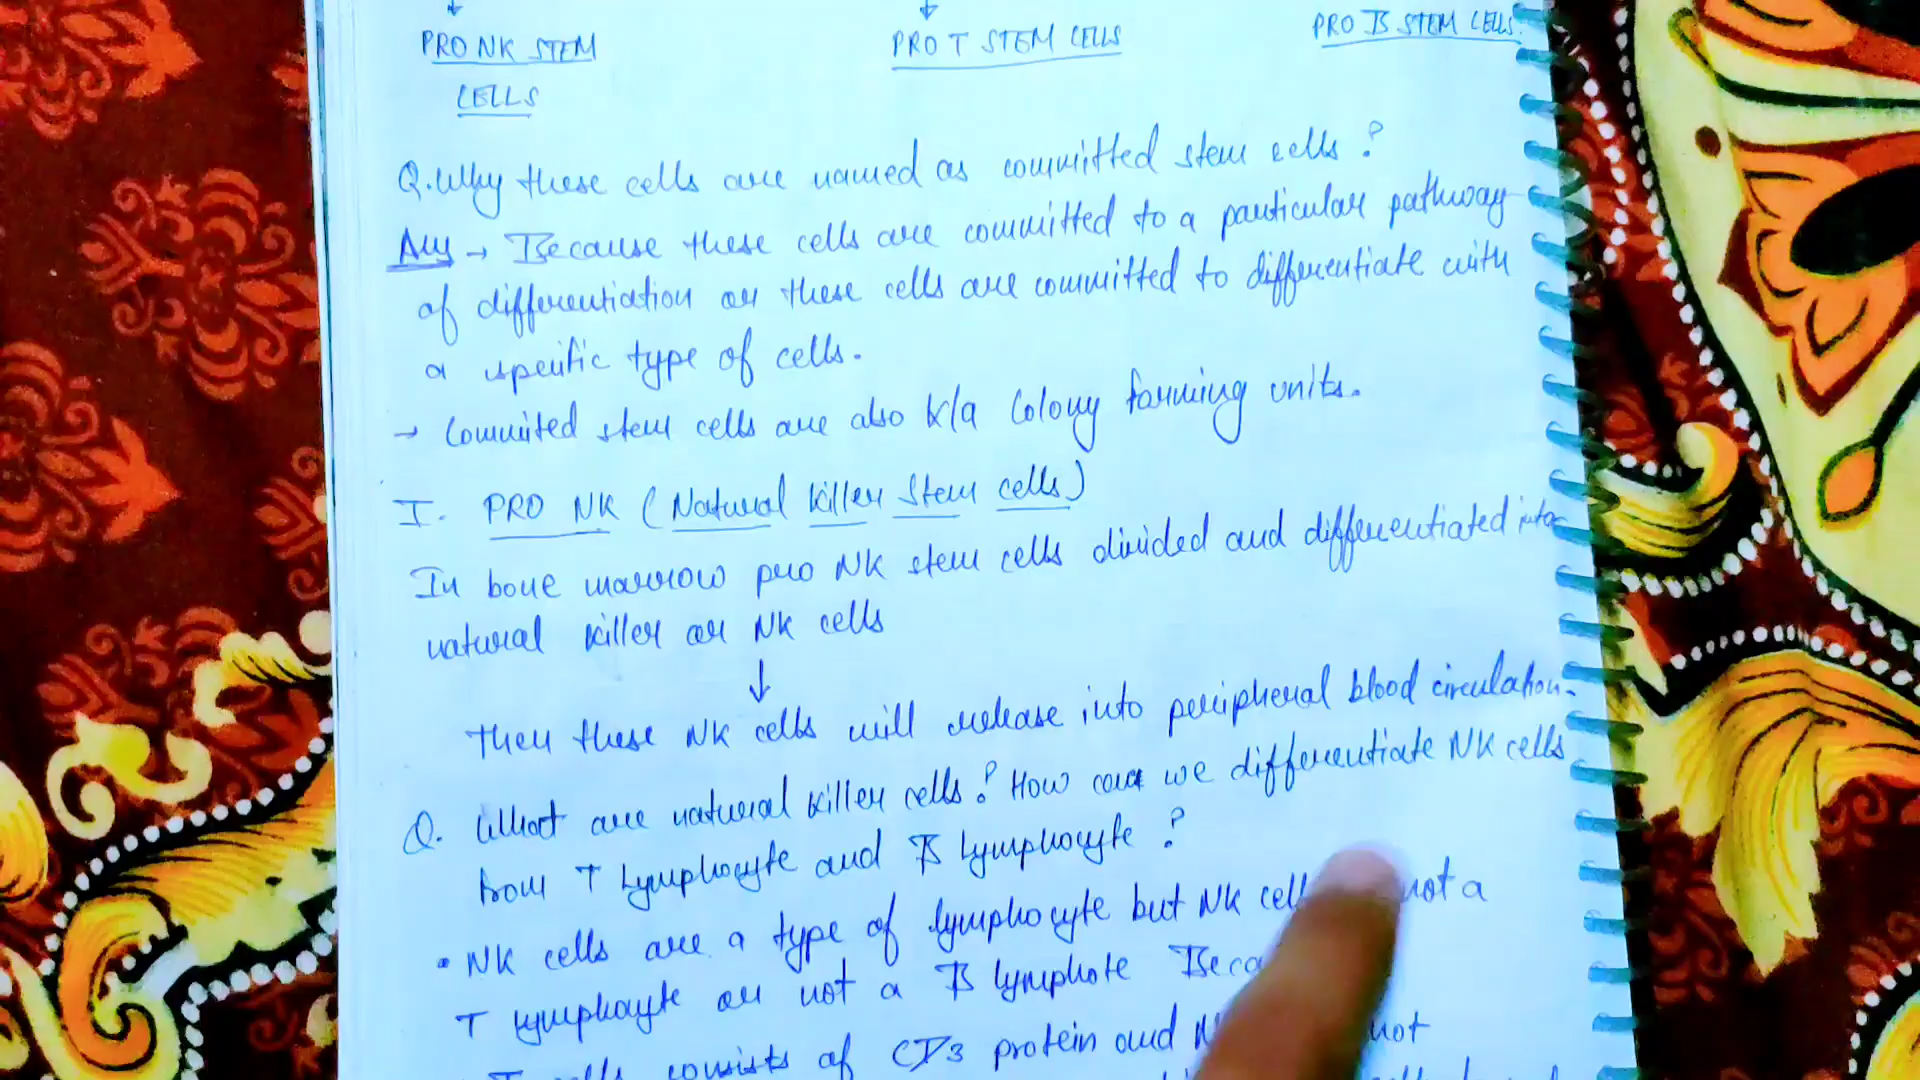 PRO NK STEM CELLS
PRO T STEM CELLS
PRO B STEM CELLS.
Q. Why these cells are named as committed stem cells?
Ans → Because these cells are committed to a particular pathway
of differentiation or these cells are committed to differentiate with
a specific type of cells.
→ Commited stem cells are also k/a Colony forming units.
I. PRO NK (Natural killer Stem cells)
In bone marrow pro NK stem cells divided and differentiated into
natural killer or NK cells
↓
Then these NK cells will release into peripheral blood circulation.
Q. What are natural killer cells? How can we differentiate NK cells
from T Lymphocyte and B Lymphocyte?
• NK cells are a type of lymphocyte but NK cell not a
T lymphocyte or not a B lymphote
T cells consists of CD3 protein and not